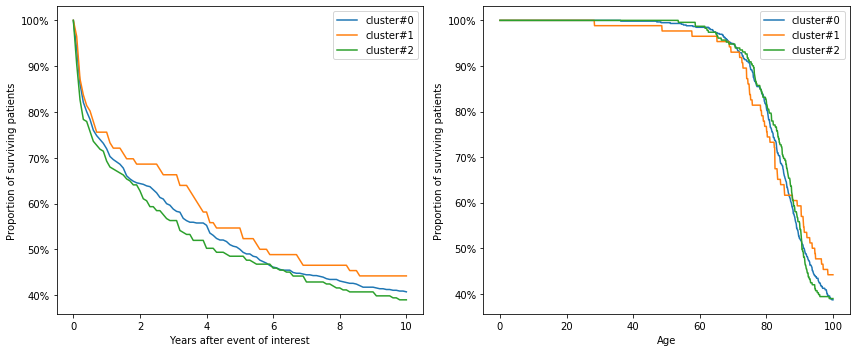 Proportion of surviving patients
100%
90%
80%
70%
60%
50%
40%
0
2
4
6
8
10
Years after event of interest
cluster#0
cluster#1
cluster#2
Proportion of surviving patients
100%
90%
80%
70%
60%
50%
40%
0
20
40
60
80
100
Age
cluster#0
cluster#1
cluster#2